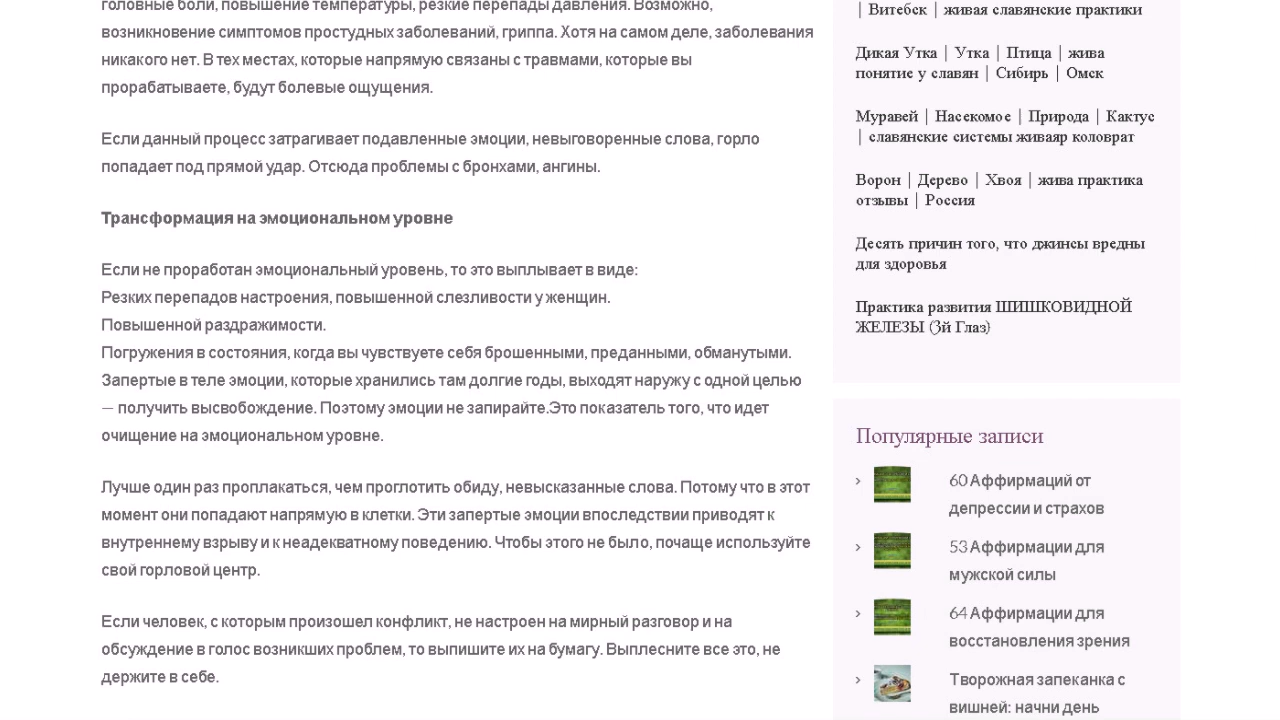 головные боли, повышение температуры, резкие перепады давления. Возможно,
возникновение симптомов простудных заболеваний, гриппа. Хотя на самом деле, заболевания
никакого нет. В тех местах, которые напрямую связаны с травмами, которые вы
прорабатываете, будут болевые ощущения.
Если данный процесс затрагивает подавленные эмоции, невыговоренные слова, горло
попадает под прямой удар. Отсюда проблемы с бронхами, ангины.
Трансформация на эмоциональном уровне
Если не проработан эмоциональный уровень, то это выплывает в виде:
Резких перепадов настроения, повышенной слезливости у женщин.
Повышенной раздражимости.
Погружения в состояния, когда вы чувствуете себя брошенными, преданными, обманутыми.
Запертые в теле эмоции, которые хранились там долгие годы, выходят наружу с одной целью
— получить высвобождение. Поэтому эмоции не запирайте.Это показатель того, что идет
очищение на эмоциональном уровне.
Лучше один раз проплакаться, чем проглотить обиду, невысказанные слова. Потому что в этот
момент они попадают напрямую в клетки. Эти запертые эмоции впоследствии приводят к
внутреннему взрыву и к неадекватному поведению. Чтобы этого не было, почаще используйте
свой горловой центр.
Если человек, с которым произошел конфликт, не настроен на мирный разговор и на
обсуждение в голос возникших проблем, то выпишите их на бумагу. Выплесните все это, не
держите в себе.
| Витебск | живая славянские практики
Дикая Утка | Утка | Птица | жива
понятие у славян | Сибирь | Омск
Муравей | Насекомое | Природа | Кактус
| славянские системы живаяр коловрат
Ворон | Дерево | Хвоя | жива практика
отзывы | Россия
Десять причин того, что джинсы вредны
для здоровья
Практика развития ШИШКОВИДНОЙ
ЖЕЛЕЗЫ (3й Глаз)
Популярные записи
60 Аффирмаций от
депрессии и страхов
53 Аффирмации для
мужской силы
64 Аффирмации для
восстановления зрения
Творожная запеканка с
вишней: начни день